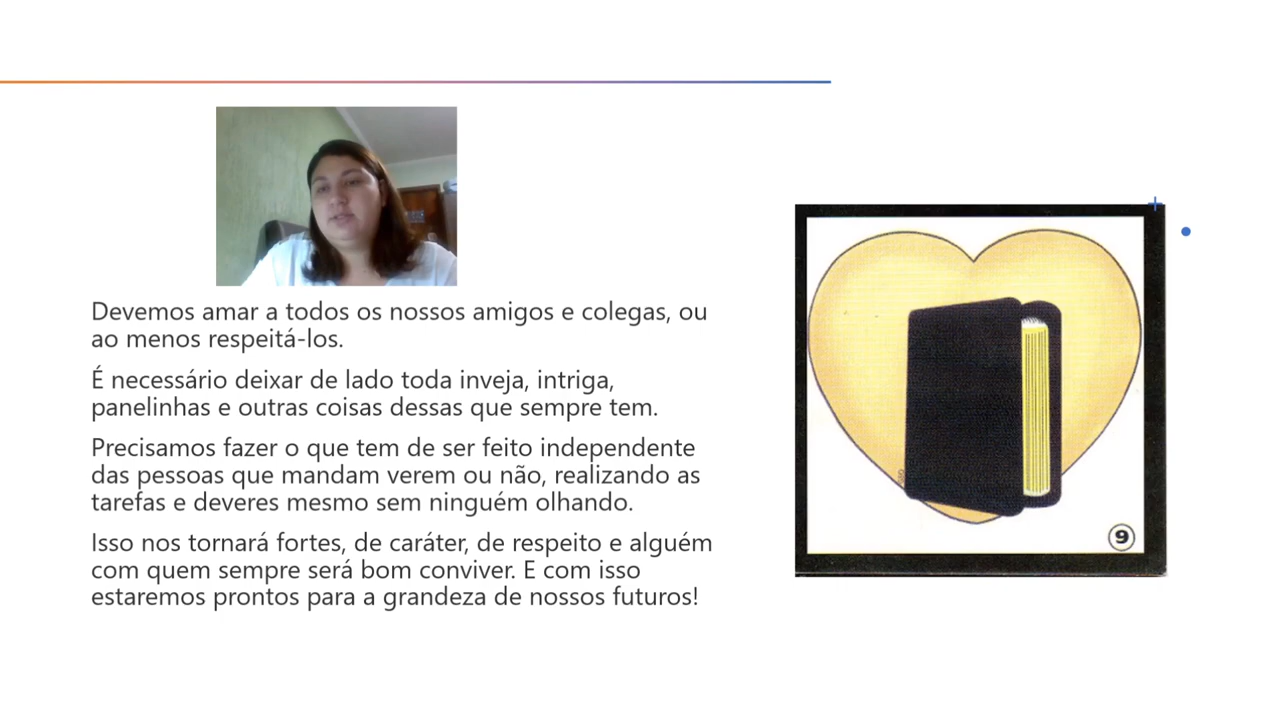 Devemos amar a todos os nossos amigos e colegas, ou
ao menos respeitá-los.
É necessário deixar de lado toda inveja, intriga,
panelinhas e outras coisas dessas que sempre tem.
Precisamos fazer o que tem de ser feito independente
das pessoas que mandam verem ou não, realizando as
tarefas e deveres mesmo sem ninguém olhando.
Isso nos tornará fortes, de caráter, de respeito e alguém
com quem sempre será bom conviver. E com isso
estaremos prontos para a grandeza de nossos futuros!
9